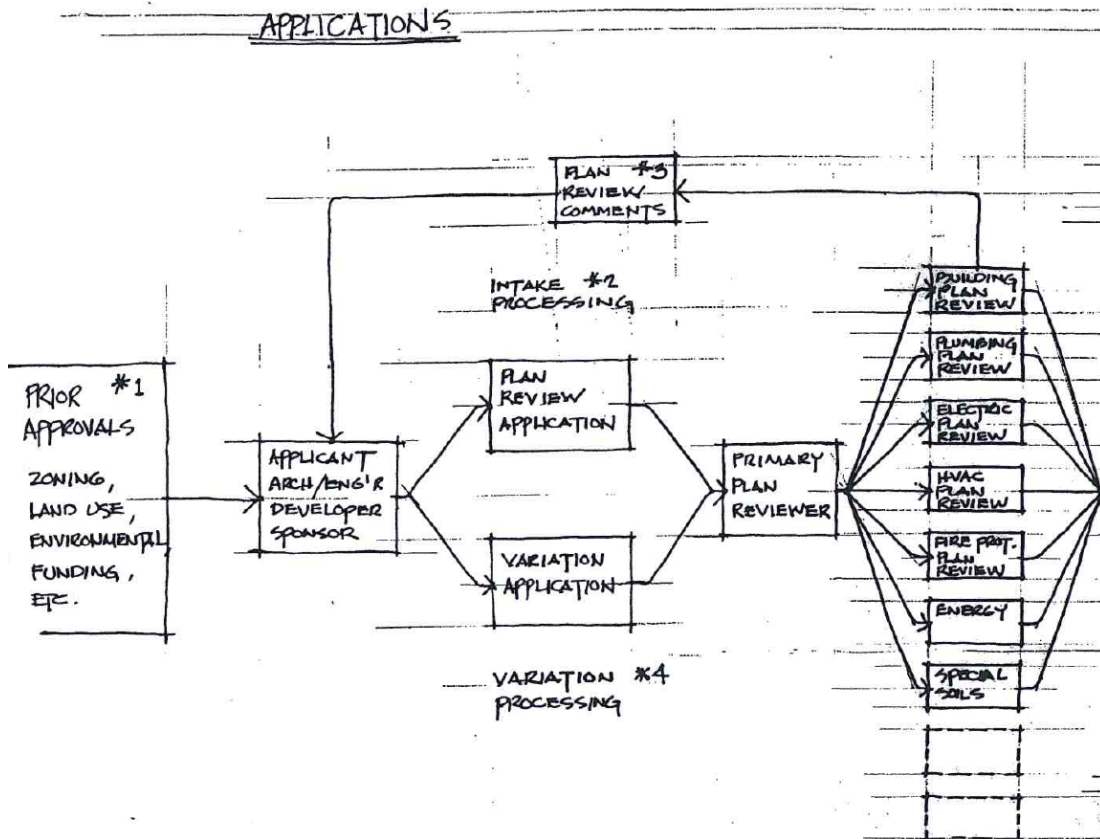 APPLICATIONS
PLAN #3
REVIEW
COMMENTS
INTAKE #2
PROCESSING
PRIOR #1
APPROVALS
ZONING,
LAND USE,
ENVIRONMENTAL
FUNDING,
ETC.
APPLICANT
ARCH/ENG'R
DEVELOPER
SPONSOR
PLAN
REVIEW
APPLICATION
VARIATION
APPLICATION
VARIATION #4
PROCESSING
PRIMARY
PLAN
REVIEWER
BUILDING
PLAN
REVIEW
PLUMBING
PLAN
REVIEW
ELECTRIC
PLAN
REVIEW
HVAC
PLAN
REVIEW
FIRE PROT.
PLAN
REVIEW
ENERGY
SPECIAL
SOILS